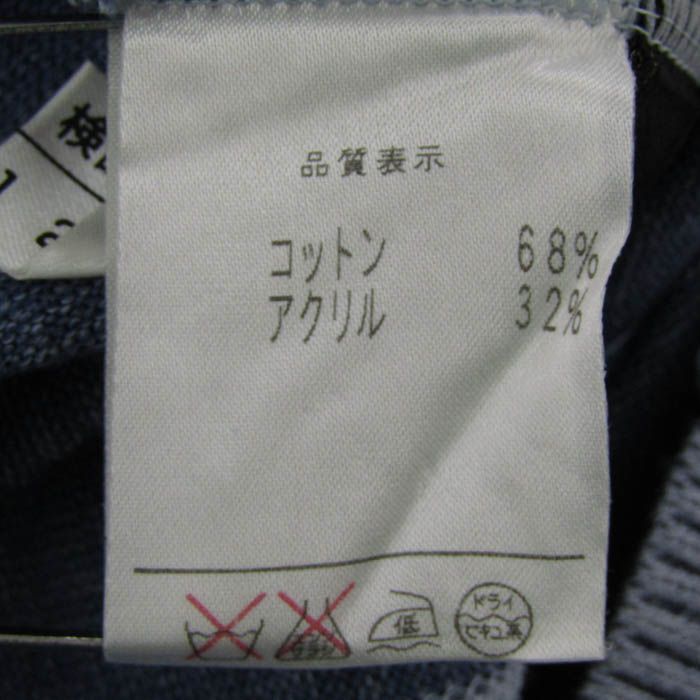 品質表示
コットン 68%
アクリル 32%
低
ドライ
セキユ系
検